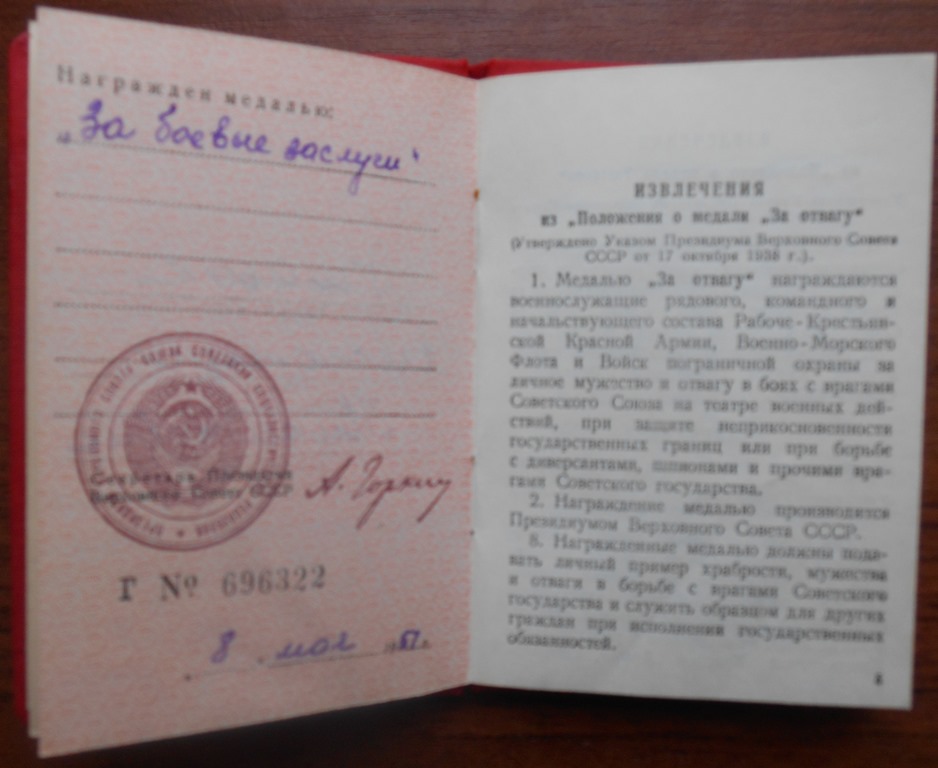 Награжден медалью:
„За боевые заслуги“
Секретарь Президиума
Верховного Совета СССР
А. Горкин
Г № 696322
8 мая 1951г.
ИЗВЛЕЧЕНИЯ
из „Положения о медали „За отвагу“
(Утверждено Указом Президиума Верховного Совета
СССР от 17 октября 1938 г.).
1. Медалью „За отвагу“ награждаются
военнослужащие рядового, командного и
начальствующего состава Рабоче-Крестьян-
ской Красной Армии, Военно-Морского
Флота и Войск пограничной охраны за
личное мужество и отвагу в боях с врагами
Советского Союза на театре военных дей-
ствий, при защите неприкосновенности
государственных границ или при борьбе
с диверсантами, шпионами и прочими вра-
гами Советского государства.
2. Награждение медалью производится
Президиумом Верховного Совета СССР.
3. Награжденные медалью должны пода-
вать личный пример храбрости, мужества
и отваги в борьбе с врагами Советского
государства и служить образцом для других
граждан при исполнении государственных
обязанностей.